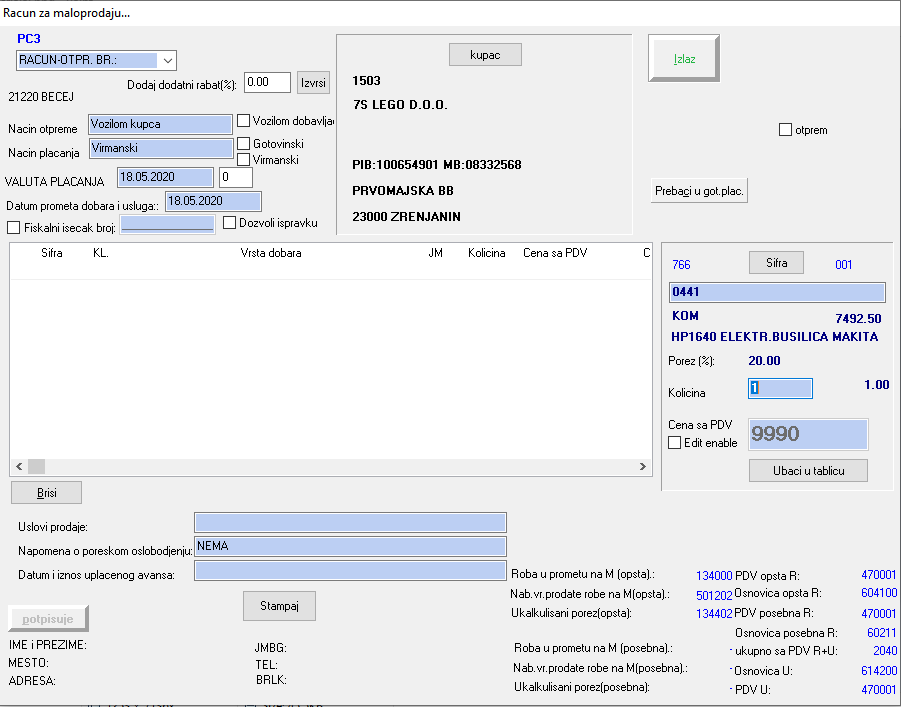 Racun za maloprodaju...
PC3
RACUN-OTPR. BR.:
Dodaj dodatni rabat(%): 0.00 Izvrsi
21220 BECEJ
Nacin otpreme Vozilom kupca Vozilom dobavljac
Nacin placanja Virmanski Gotovinski
Virmanski
VALUTA PLACANJA 18.05.2020 0
Datum prometa dobara i usluga:: 18.05.2020
Fiskalni isecak broj: Dozvoli ispravku
kupac
1503
7S LEGO D.O.O.
PIB:100654901 MB:08332568
PRVOMAJSKA BB
23000 ZRENJANIN
Izlaz
otprem
Prebaci u got.plac.
Sifra KL. Vrsta dobara JM Kolicina Cena sa PDV C
766 Sifra 001
0441
KOM 7492.50
HP1640 ELEKTR.BUSILICA MAKITA
Porez (%): 20.00
Kolicina 1 1.00
Cena sa PDV 9990
Edit enable
Ubaci u tablicu
Brisi
Uslovi prodaje:
Napomena o poreskom oslobodjenju: NEMA
Datum i iznos uplacenog avansa:
Stampaj
potpisuje
IME i PREZIME:
MESTO:
ADRESA:
JMBG:
TEL:
BRLK:
Roba u prometu na M (opsta).: 134000 PDV opsta R: 470001
Nab.vr.prodate robe na M(opsta).: 501202 Osnovica opsta R: 604100
Ukalkulisani porez(opsta): 134402 PDV posebna R: 470001
Osnovica posebna R: 60211
Roba u prometu na M (posebna).: - ukupno sa PDV R+U: 2040
Nab.vr.prodate robe na M(posebna).: - Osnovica U: 614200
Ukalkulisani porez(posebna): - PDV U: 470001